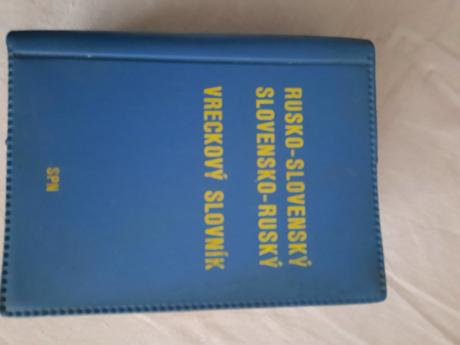 RUSKO-SLOVENSKÝ
SLOVENSKO-RUSKÝ
VRECKOVÝ SLOVNÍK
SPN